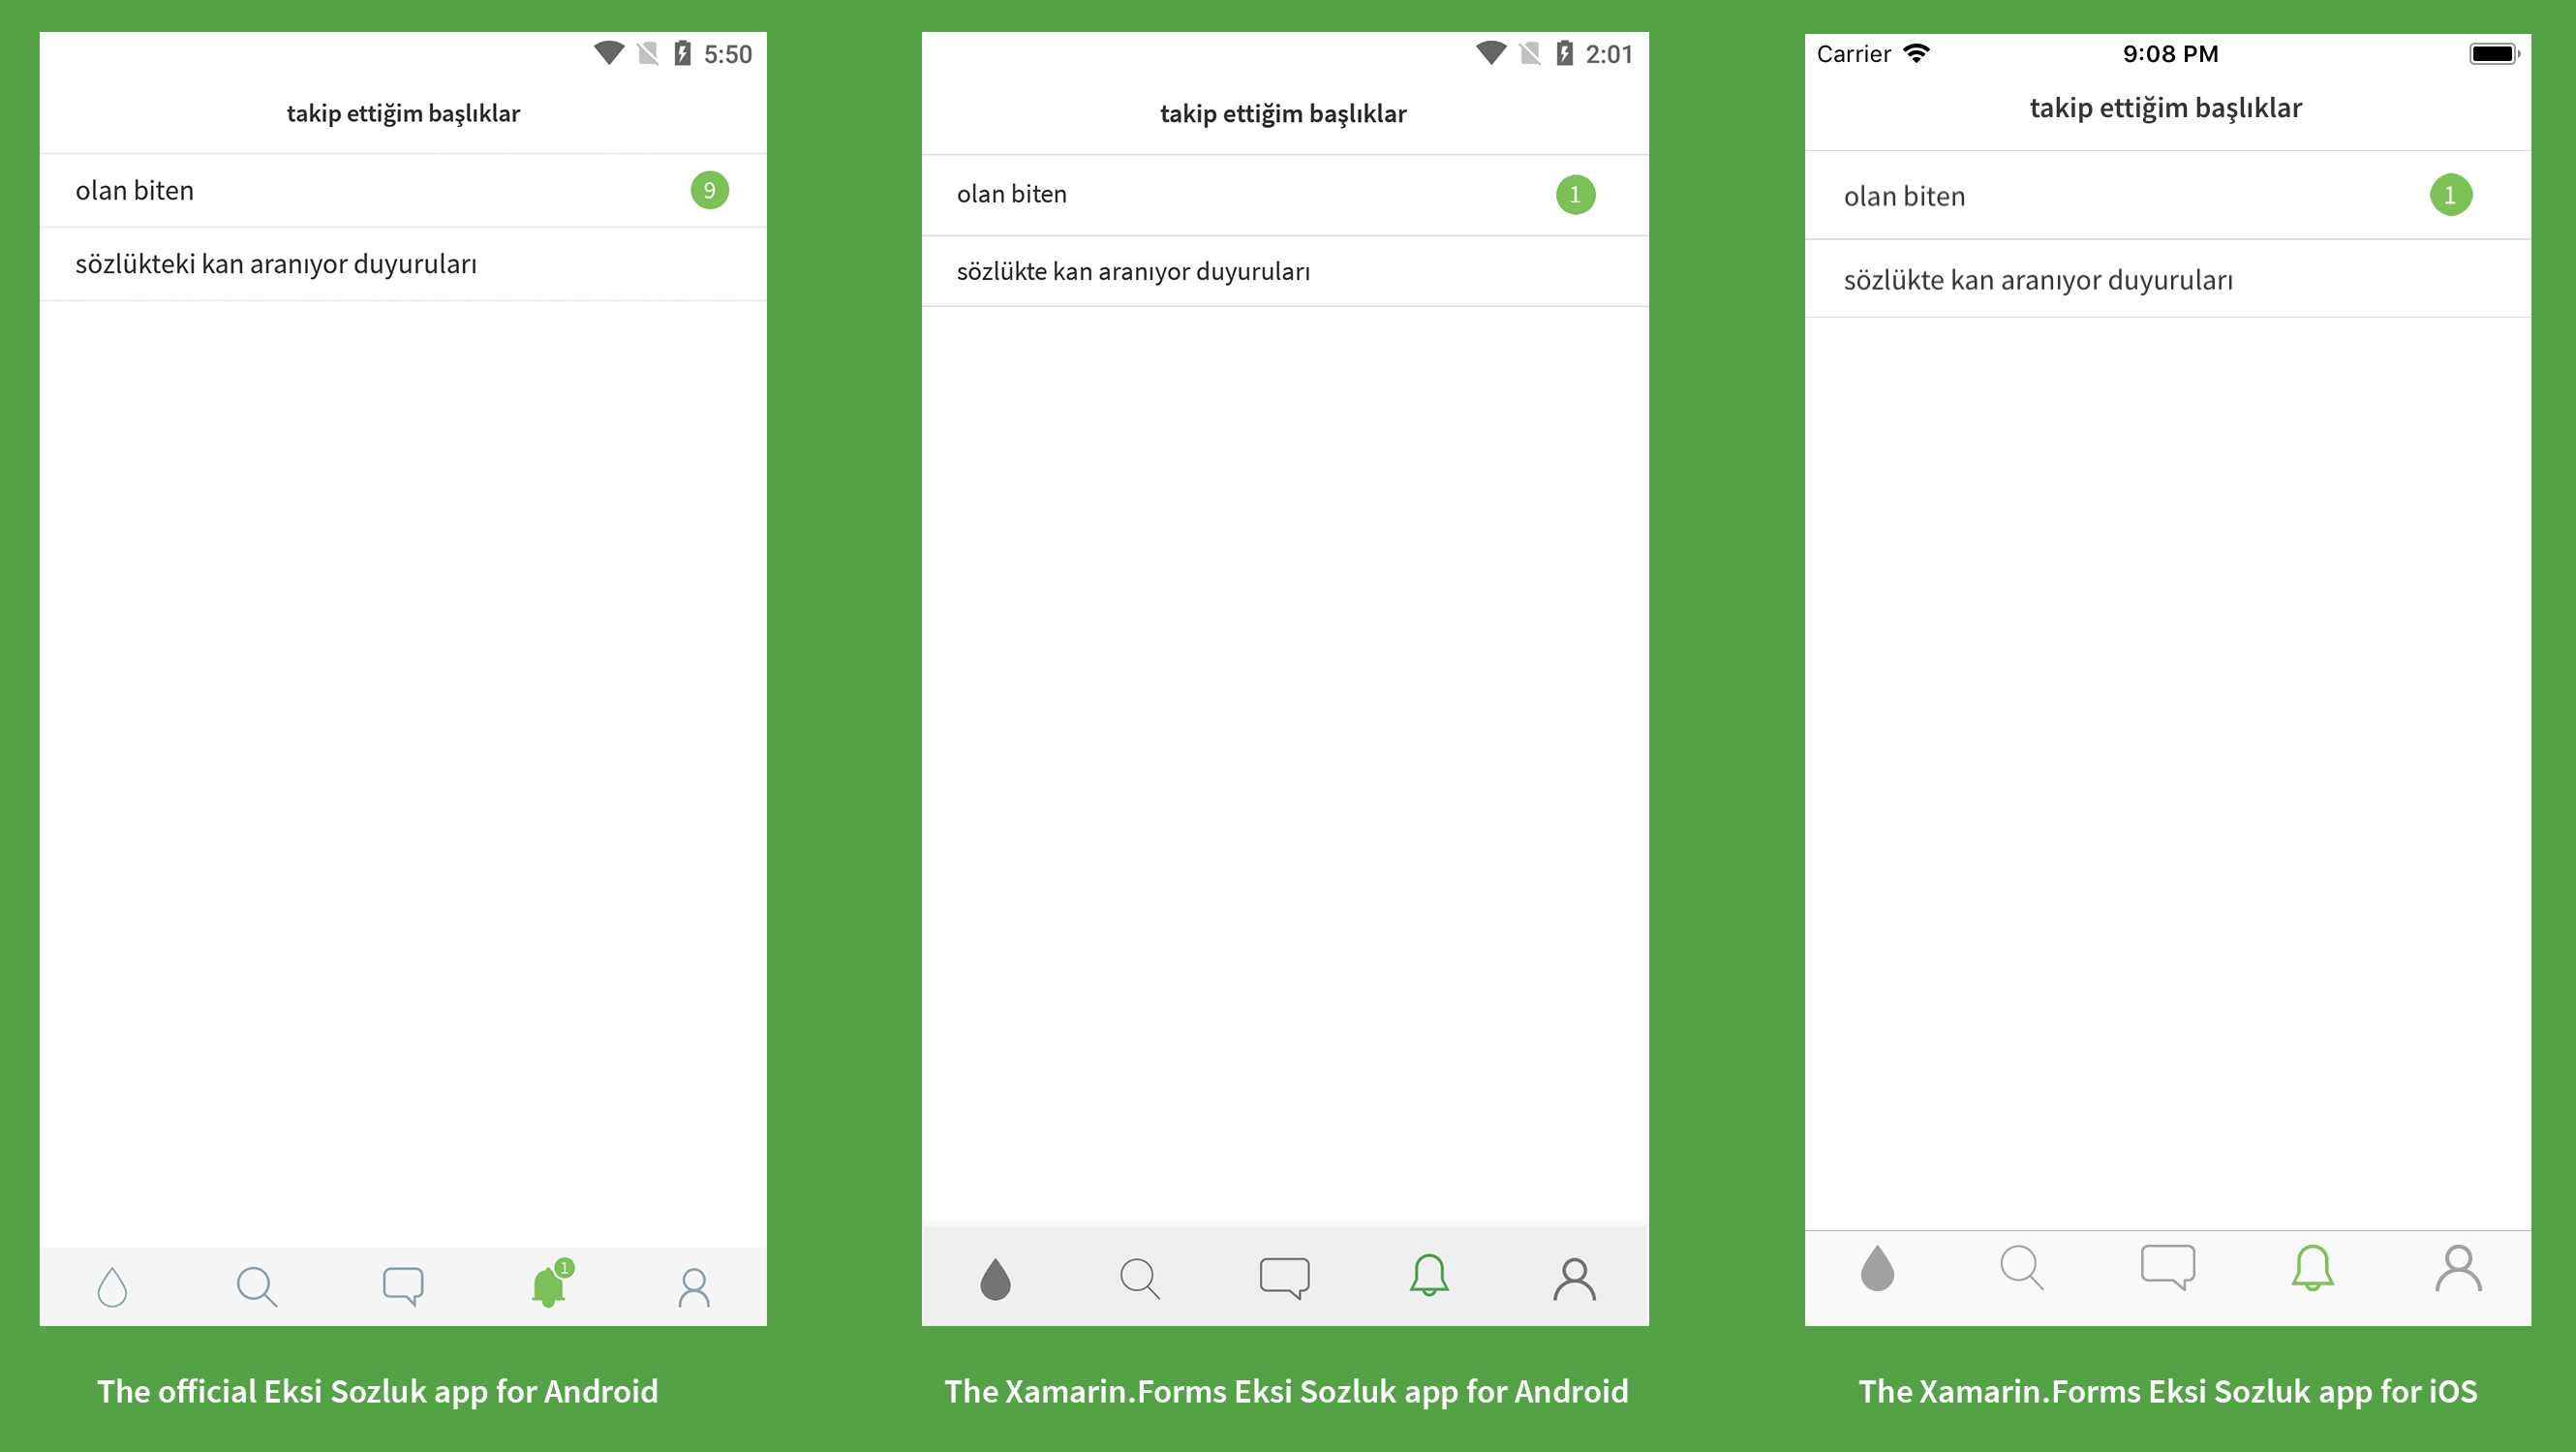 5:50
takip ettiğim başlıklar
olan biten 9
sözlükteki kan aranıyor duyuruları
1
The official Eksi Sozluk app for Android
2:01
takip ettiğim başlıklar
olan biten 1
sözlükte kan aranıyor duyuruları
The Xamarin.Forms Eksi Sozluk app for Android
Carrier 9:08 PM
takip ettiğim başlıklar
olan biten 1
sözlükte kan aranıyor duyuruları
The Xamarin.Forms Eksi Sozluk app for iOS